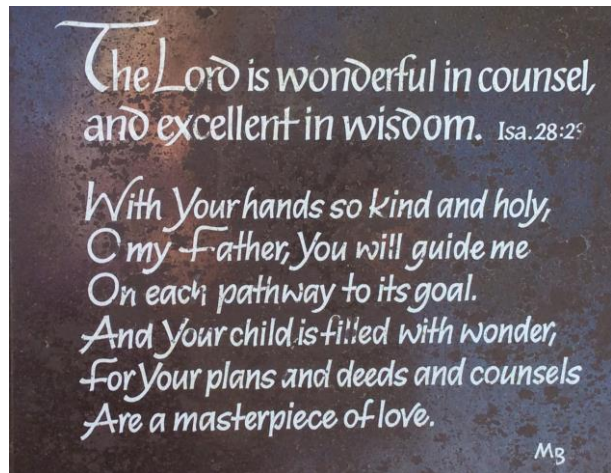 The Lord is wonderful in counsel,
and excellent in wisdom. Isa.28:29
With Your hands so kind and holy,
O my Father, You will guide me
On each pathway to its goal.
And Your child is filled with wonder,
For Your plans and deeds and counsels
Are a masterpiece of love.
MB